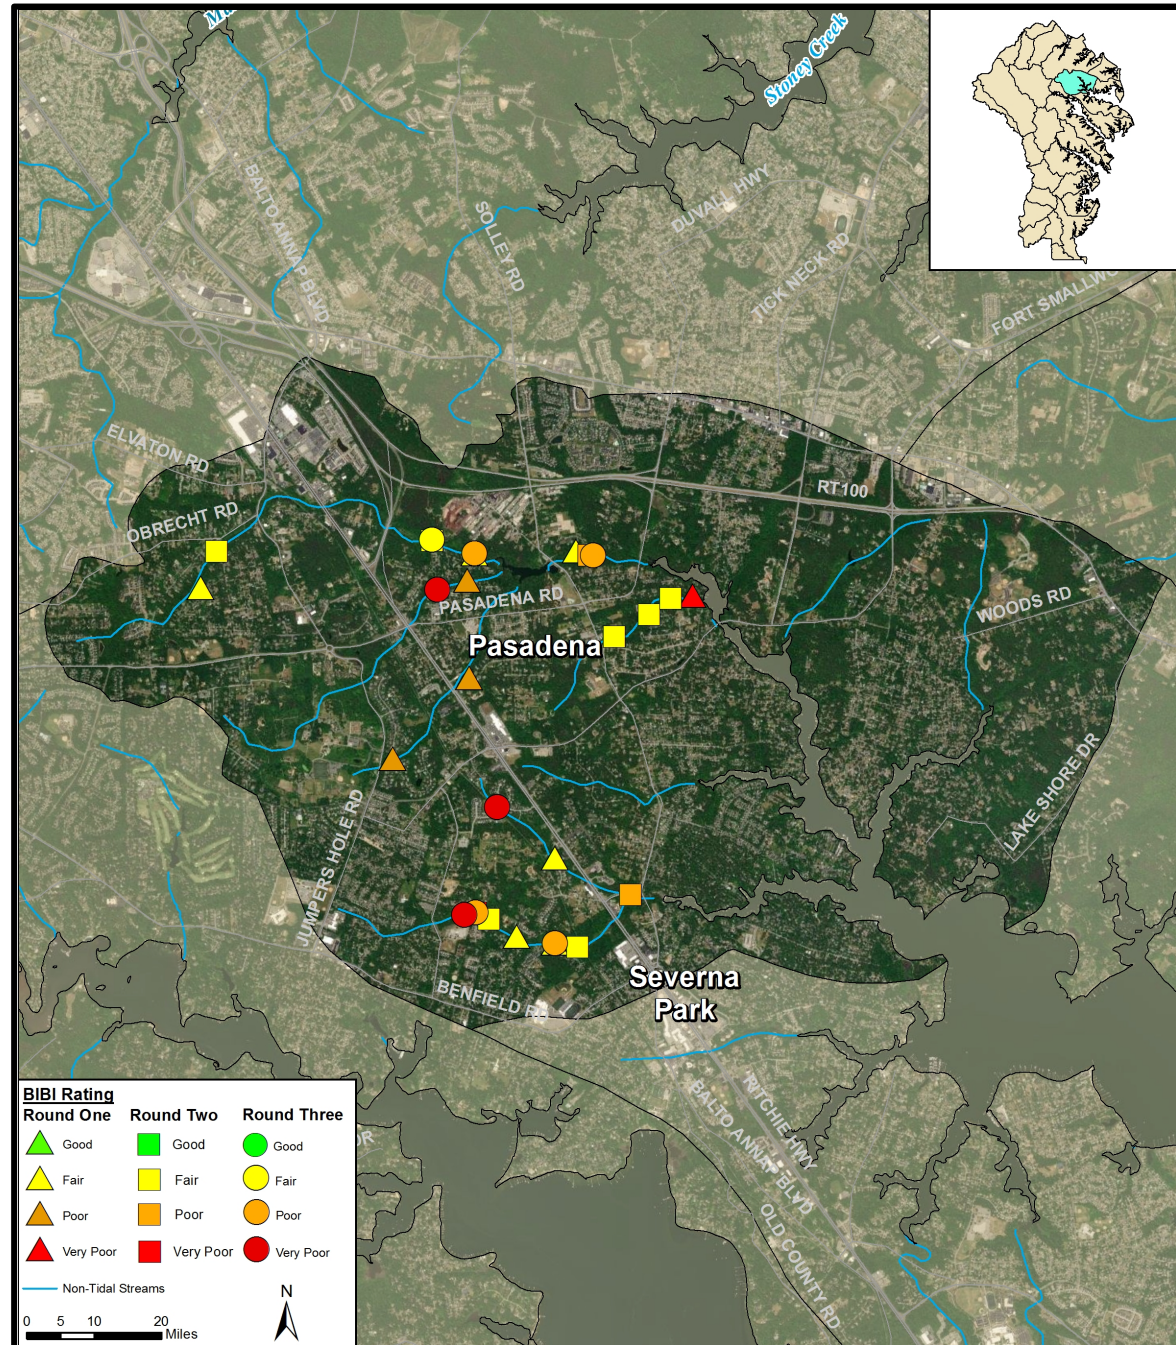 Stoney Creek
BALTO ANNAP BLVD
SOLLEY RD
DUVALL HWY
TICK NECK RD
FORT SMALLWO
ELVATON RD
OBRECHT RD
RT100
PASADENA RD
WOODS RD
Pasadena
LAKE SHORE DR
JUMPERS HOLE RD
BENFIELD RD
Severna
Park
RITCHIE HWY
BALTO ANNAP BLVD
OLD COUNTY RD
DR
BIBI Rating
Round One Round Two Round Three
Good Good Good
Fair Fair Fair
Poor Poor Poor
Very Poor Very Poor Very Poor
Non-Tidal Streams
N
0 5 10 20
Miles